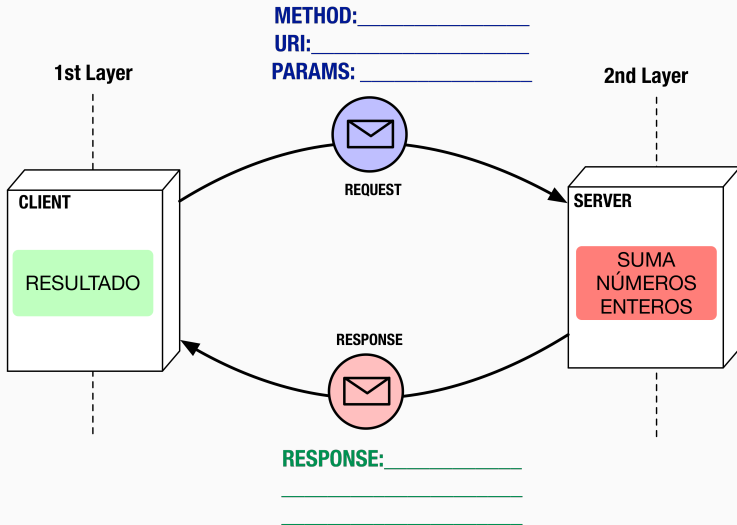 METHOD:
URI:
PARAMS:
1st Layer
2nd Layer
REQUEST
CLIENT
SERVER
RESULTADO
SUMA
NÚMEROS
ENTEROS
RESPONSE
RESPONSE: